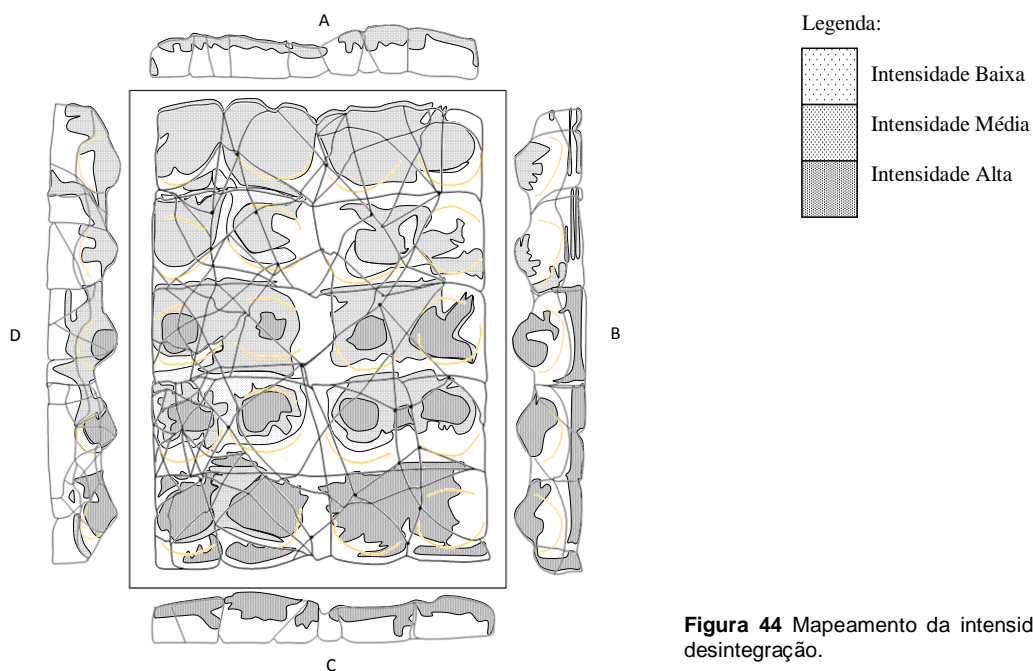 A
Legenda:
Intensidade Baixa
Intensidade Média
Intensidade Alta
D
B
C
Figura 44 Mapeamento da intensid
desintegração.